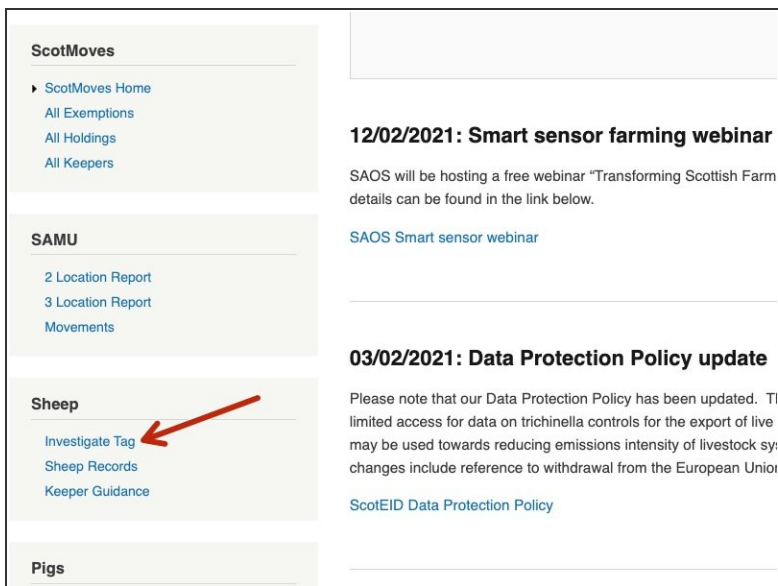 ScotMoves
ScotMoves Home
All Exemptions
All Holdings
All Keepers
SAMU
2 Location Report
3 Location Report
Movements
Sheep
Investigate Tag
Sheep Records
Keeper Guidance
Pigs
12/02/2021: Smart sensor farming webinar
SAOS will be hosting a free webinar “Transforming Scottish Farm
details can be found in the link below.
SAOS Smart sensor webinar
03/02/2021: Data Protection Policy update
Please note that our Data Protection Policy has been updated. Th
limited access for data on trichinella controls for the export of live
may be used towards reducing emissions intensity of livestock sy
changes include reference to withdrawal from the European Union
ScotEID Data Protection Policy